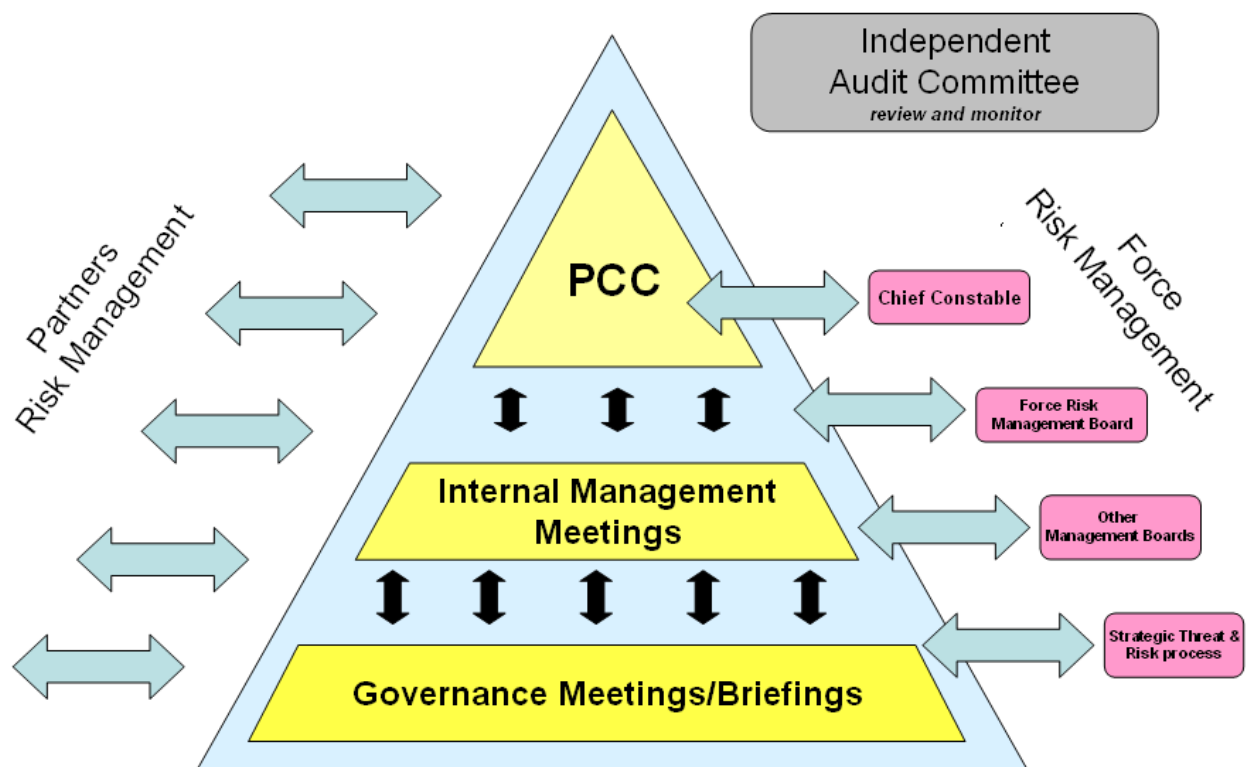 Independent
Audit Committee
review and monitor
Partners
Risk Management
Force
Risk Management
PCC
Chief Constable
Force Risk
Management Board
Internal Management
Meetings
Other
Management Boards
Strategic Threat &
Risk process
Governance Meetings/Briefings